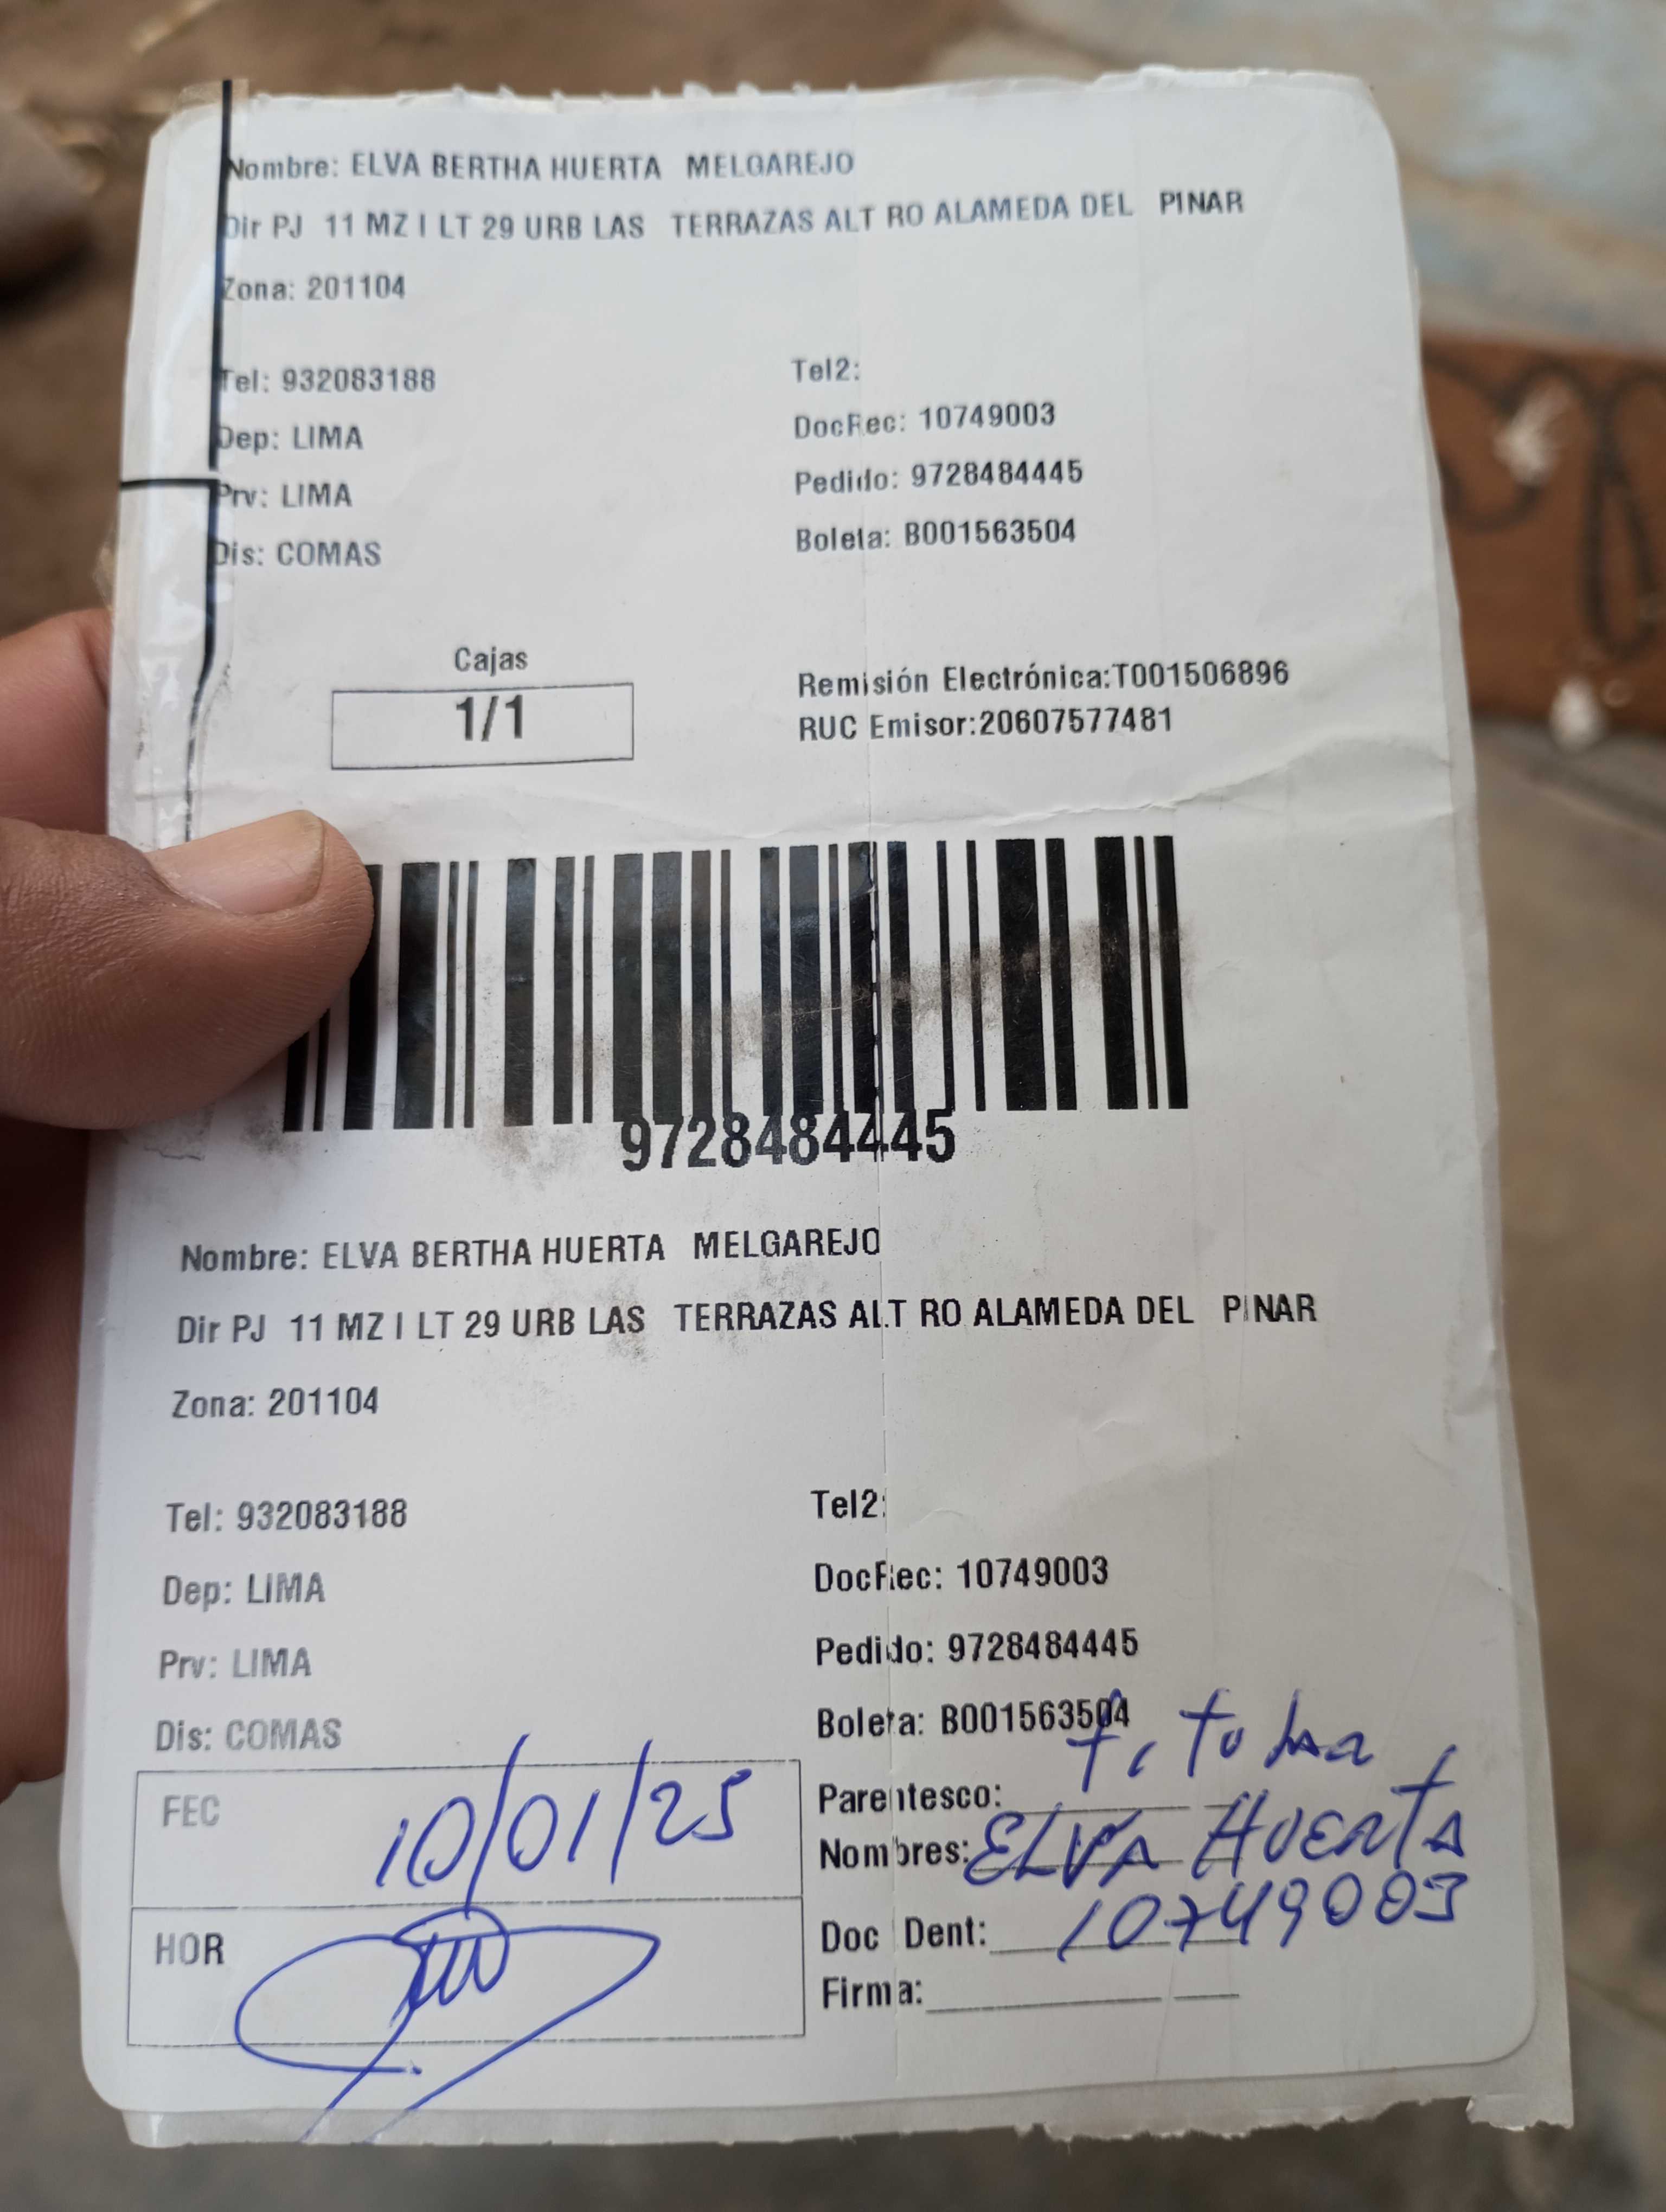 Nombre: ELVA BERTHA HUERTA MELGAREJO
Dir PJ 11 MZ I LT 29 URB LAS TERRAZAS ALT RO ALAMEDA DEL PINAR
Zona: 201104
Tel: 932083188
Tel2:
Dep: LIMA
DocRec: 10749003
Prv: LIMA
Pedido: 9728484445
Dis: COMAS
Boleta: B001563504
Cajas
1/1
Remisión Electrónica:T001506896
RUC Emisor:20607577481
9728484445
Nombre: ELVA BERTHA HUERTA MELGAREJO
Dir PJ 11 MZ I LT 29 URB LAS TERRAZAS ALT RO ALAMEDA DEL PINAR
Zona: 201104
Tel: 932083188
Tel2:
Dep: LIMA
DocRec: 10749003
Prv: LIMA
Pedido: 9728484445
Dis: COMAS
Boleta: B001563504
FEC 10/01/25
HOR
Parentesco: Titular
Nombres: ELVA HUERTA
Doc Dent: 10749003
Firma: